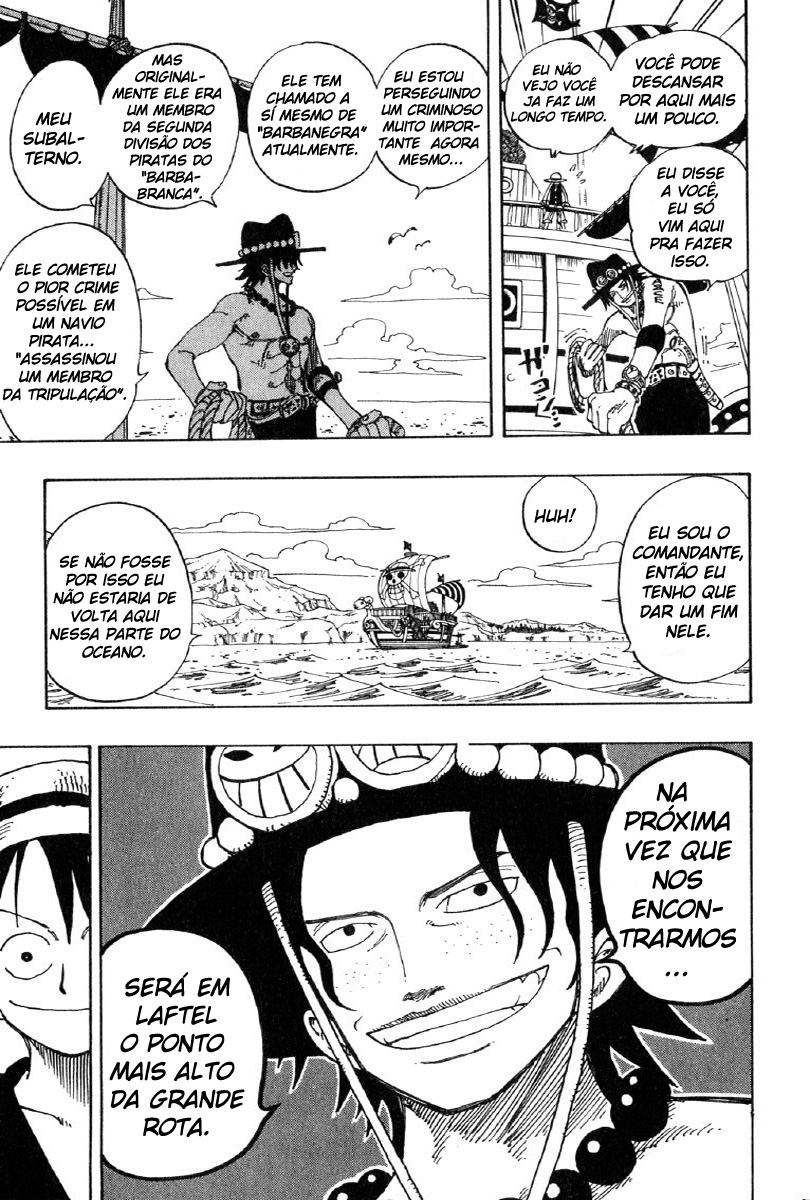 VOCÊ PODE
DESCANSAR
POR AQUI MAIS
UM POUCO.
EU NÃO
VEJO VOCÊ
JA FAZ UM
LONGO TEMPO.
EU DISSE
A VOCÊ,
EU SÓ
VIM AQUI
PRA FAZER
ISSO.
EU ESTOU
PERSEGUINDO
UM CRIMINOSO
MUITO IMPOR-
TANTE AGORA
MESMO...
ELE TEM
CHAMADO A
SÍ MESMO DE
"BARBANEGRA"
ATUALMENTE.
MAS
ORIGINAL-
MENTE ELE ERA
UM MEMBRO
DA SEGUNDA
DIVISÃO DOS
PIRATAS DO
"BARBA-
BRANCA".
MEU
SUBAL-
TERNO.
ELE COMETEU
O PIOR CRIME
POSSÍVEL EM
UM NAVIO
PIRATA...
"ASSASSINOU
UM MEMBRO
DA TRIPULAÇÃO".
EU SOU O
COMANDANTE,
ENTÃO EU
TENHO QUE
DAR UM FIM
NELE.
HUH!
SE NÃO FOSSE
POR ISSO EU
NÃO ESTARIA DE
VOLTA AQUI
NESSA PARTE DO
OCEANO.
NA
PRÓXIMA
VEZ QUE
NOS
ENCON-
TRARMOS
...
SERÁ EM
LAFTEL
O PONTO
MAIS ALTO
DA GRANDE
ROTA.